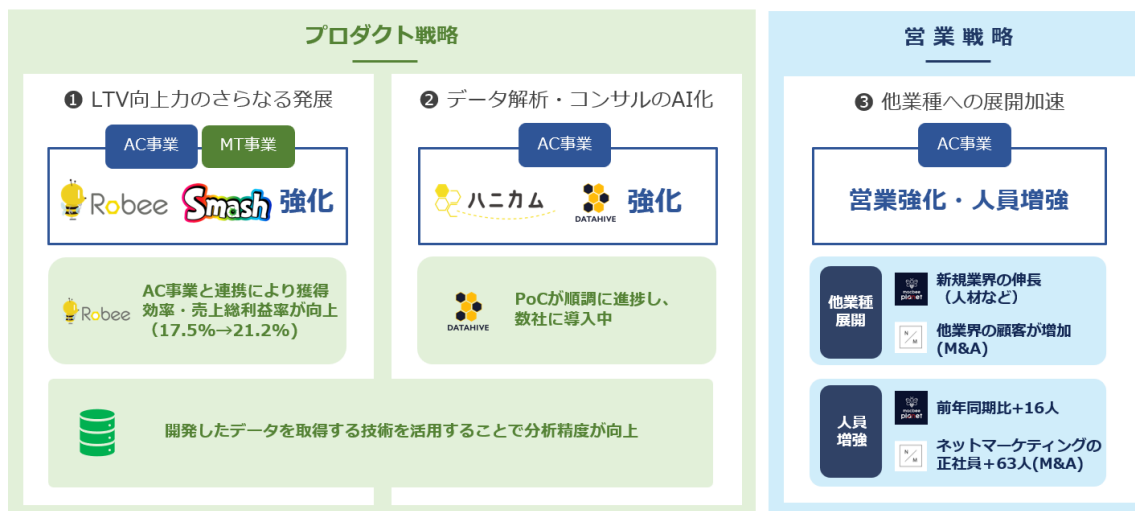 プロダクト戦略
❶ LTV向上力のさらなる発展
AC事業
MT事業
Robee Smash 強化
Robee
AC事業と連携により獲得
効率・売上総利益率が向上
（17.5%→21.2%）
❷ データ解析・コンサルのAI化
AC事業
ハニカム DATAHIVE 強化
DATAHIVE
PoCが順調に進捗し、
数社に導入中
開発したデータを取得する技術を活用することで分析精度が向上
営業戦略
❸ 他業種への展開加速
AC事業
営業強化・人員増強
他業種
展開
macbee
planet
新規業界の伸長
（人材など）
N/M
他業界の顧客が増加
(M&A)
人員
増強
macbee
planet
前年同期比+16人
N/M
ネットマーケティングの
正社員+63人(M&A)